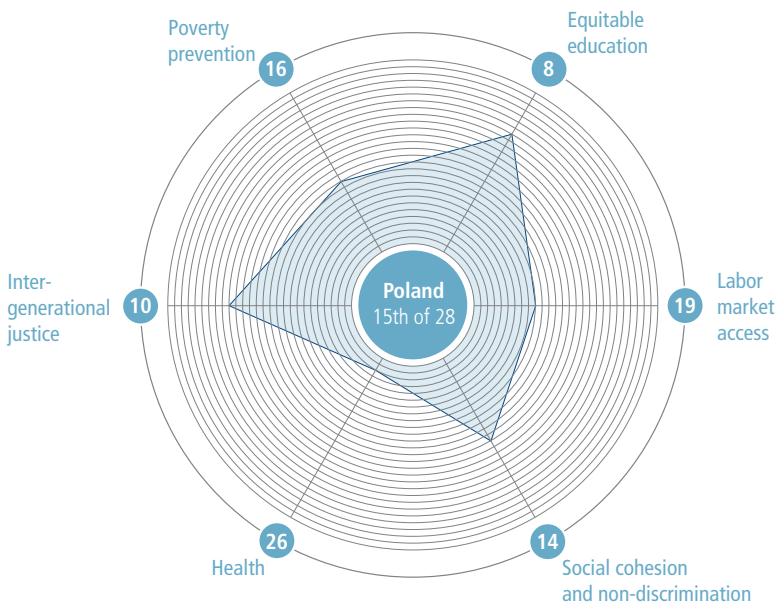 Poverty
prevention
16
Equitable
education
8
Inter-
generational
justice
10
Poland
15th of 28
19
Labor
market
access
26
Health
14
Social cohesion
and non-discrimination